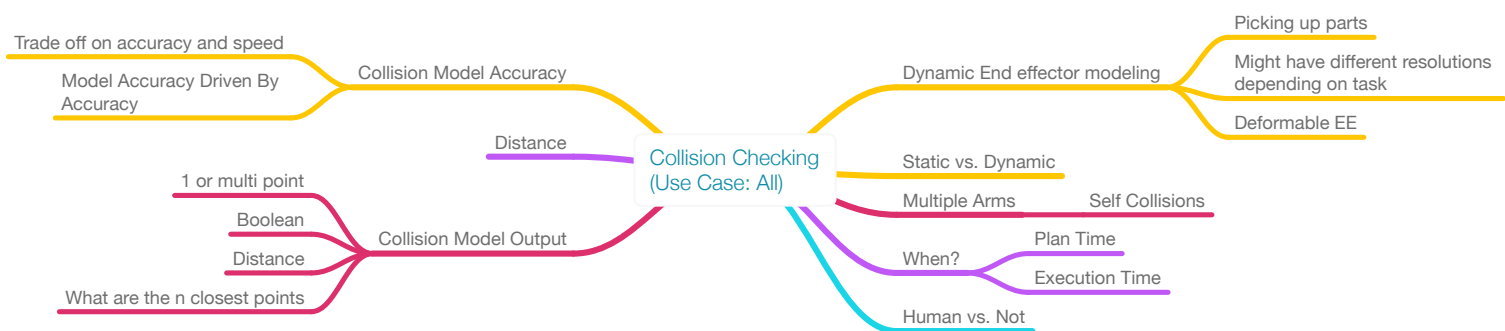 Collision Checking
(Use Case: All)
Collision Model Accuracy
Trade off on accuracy and speed
Model Accuracy Driven By
Accuracy
Distance
Collision Model Output
1 or multi point
Boolean
Distance
What are the n closest points
Dynamic End effector modeling
Picking up parts
Might have different resolutions
depending on task
Deformable EE
Static vs. Dynamic
Multiple Arms
Self Collisions
When?
Plan Time
Execution Time
Human vs. Not